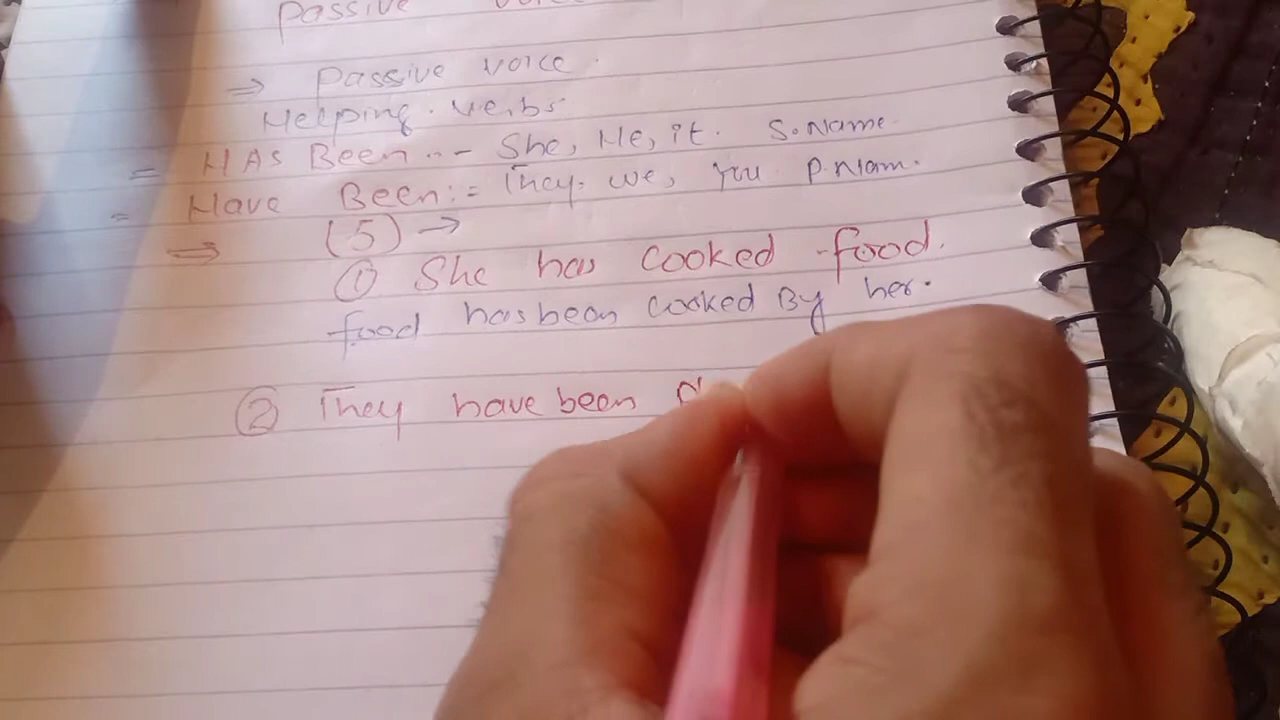 Passive
⇒ Passive voice.
Helping. verbs
= HAS Been :- She, He, it. S.Name.
= Have Been := They. we, you P.Nam.
⇒ (5) →
① She has cooked food.
food has been cooked By her.
② They have been